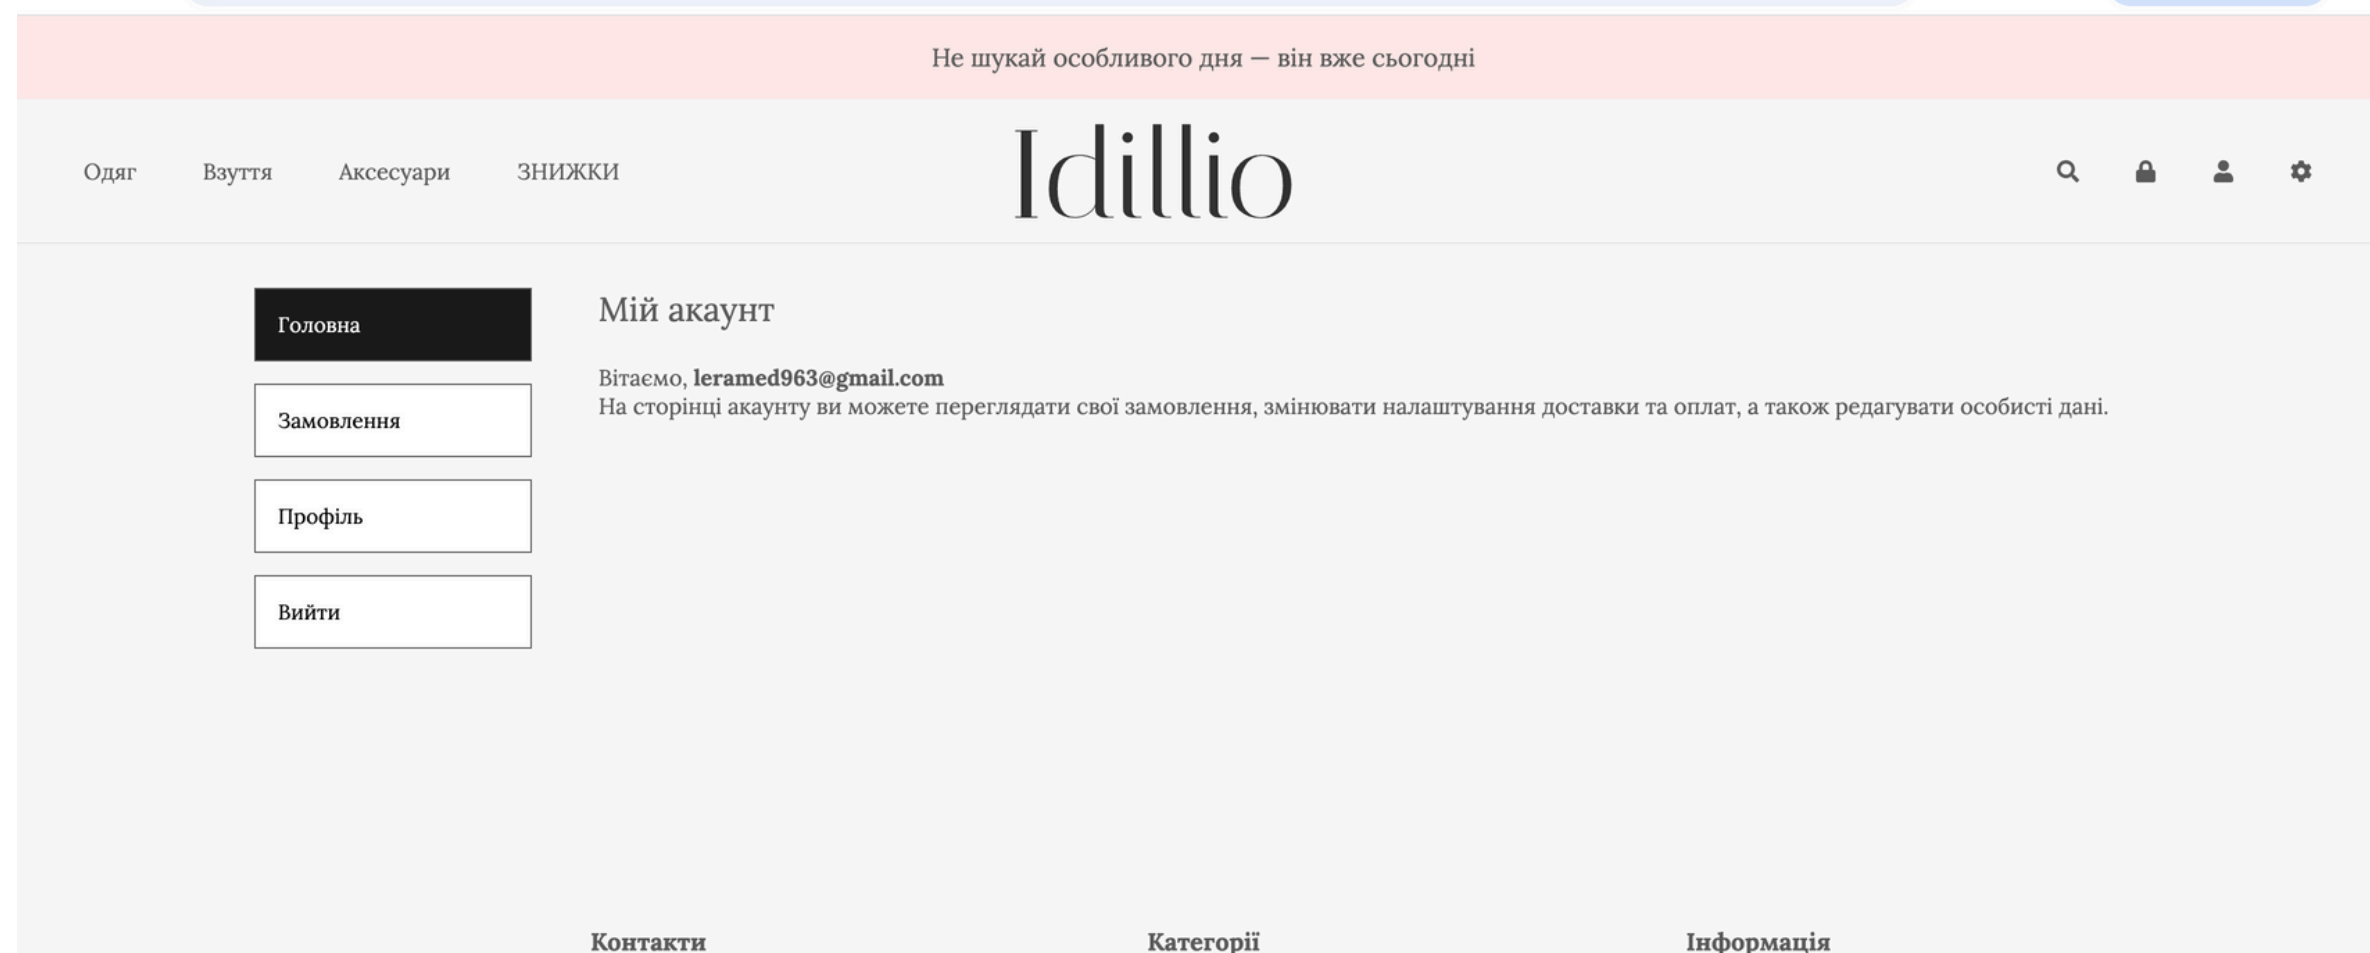 Не шукай особливого дня — він вже сьогодні
Одяг Взуття Аксесуари ЗНИЖКИ
Idillio
Головна
Замовлення
Профіль
Вийти
Мій акаунт
Вітаємо, leramed963@gmail.com
На сторінці акаунту ви можете переглядати свої замовлення, змінювати налаштування доставки та оплат, а також редагувати особисті дані.
Контакти Категорії Інформація